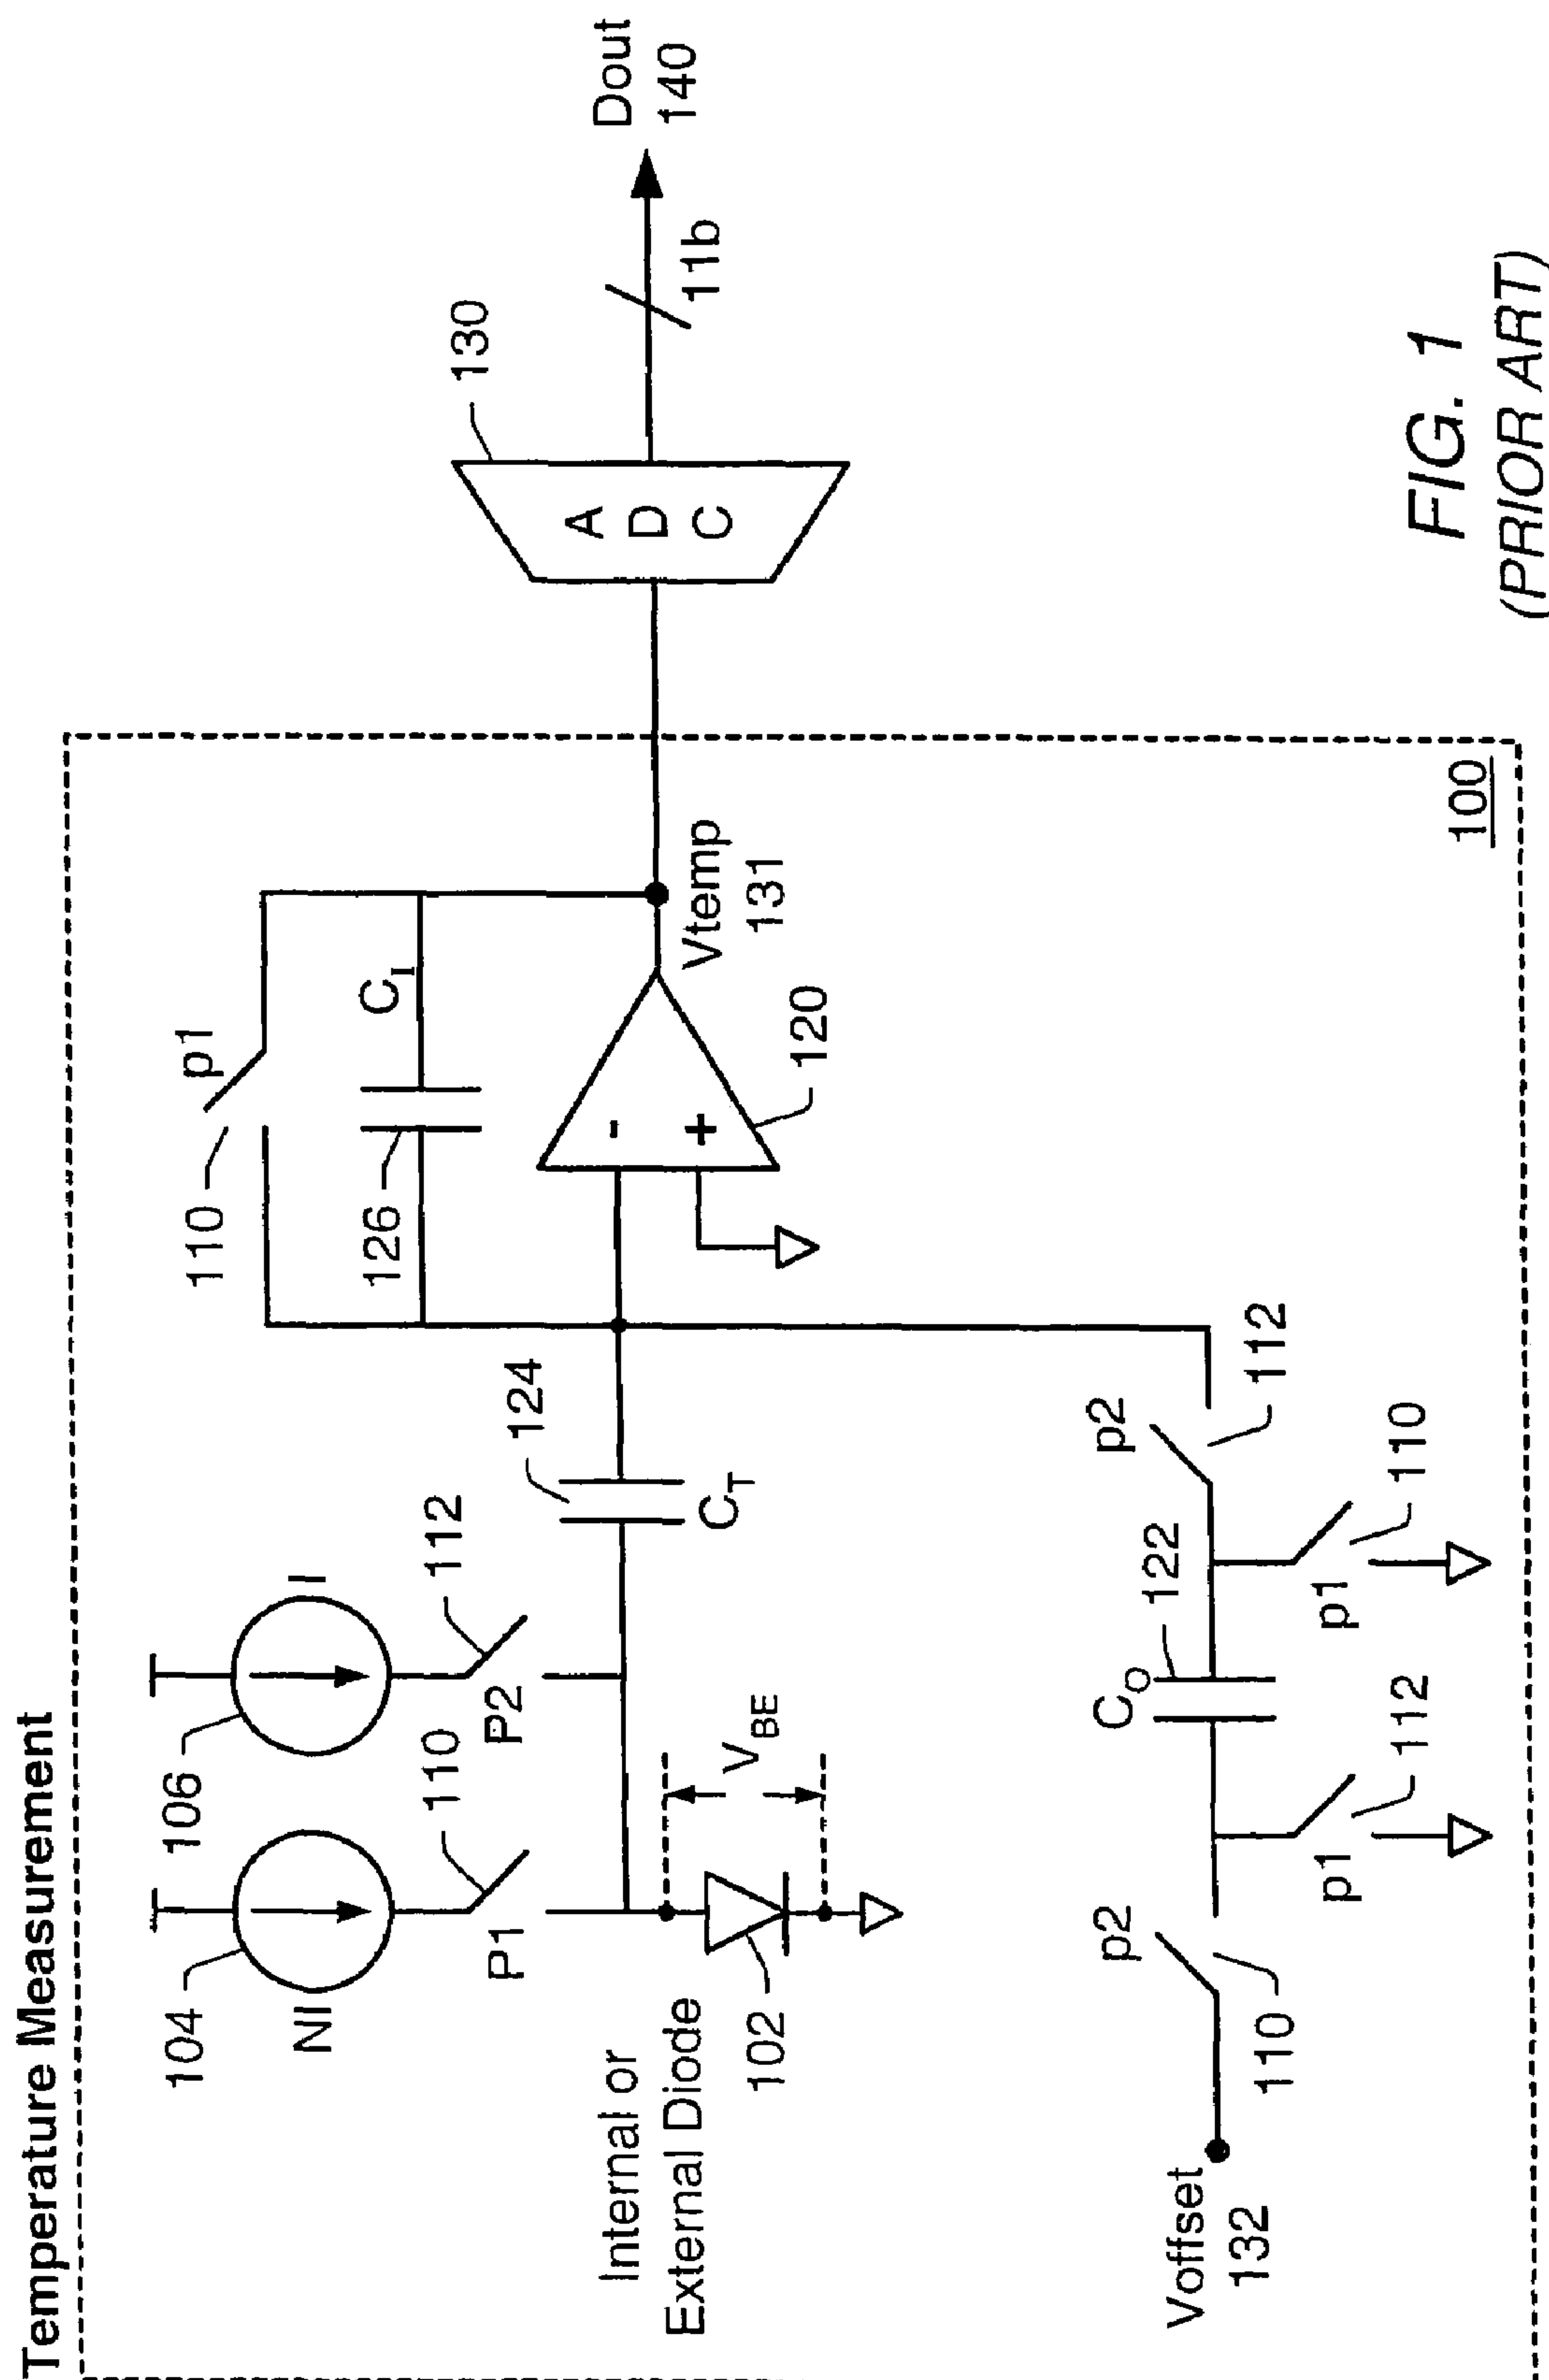 Temperature Measurement
104
NI
106
I
P1
110
P2
112
Internal or
External Diode
102
V_BE
124
C_T
110
p1
126
C_I
-
+
120
Vtemp
131
130
A
D
C
11b
Dout
140
Voffset
132
p2
110
p1
112
C_O
122
p1
110
p2
112
100
FIG. 1
(PRIOR ART)